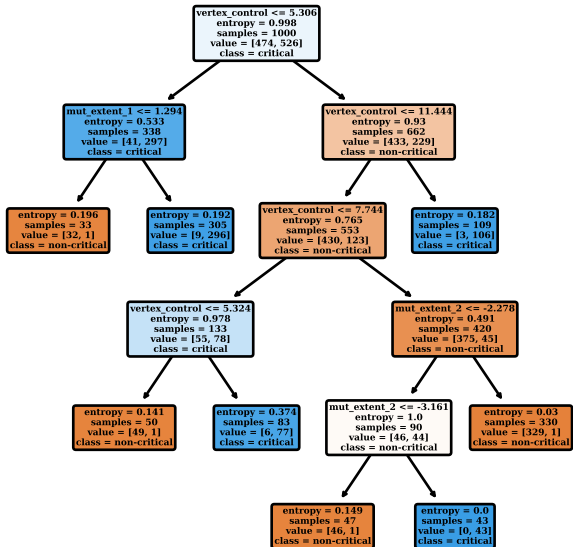 vertex_control <= 5.306
entropy = 0.998
samples = 1000
value = [474, 526]
class = critical
mut_extent_1 <= 1.294
entropy = 0.533
samples = 338
value = [41, 297]
class = critical
vertex_control <= 11.444
entropy = 0.93
samples = 662
value = [433, 229]
class = non-critical
entropy = 0.196
samples = 33
value = [32, 1]
class = non-critical
entropy = 0.192
samples = 305
value = [9, 296]
class = critical
vertex_control <= 7.744
entropy = 0.765
samples = 553
value = [430, 123]
class = non-critical
entropy = 0.182
samples = 109
value = [3, 106]
class = critical
vertex_control <= 5.324
entropy = 0.978
samples = 133
value = [55, 78]
class = critical
mut_extent_2 <= -2.278
entropy = 0.491
samples = 420
value = [375, 45]
class = non-critical
entropy = 0.141
samples = 50
value = [49, 1]
class = non-critical
entropy = 0.374
samples = 83
value = [6, 77]
class = critical
mut_extent_2 <= -3.161
entropy = 1.0
samples = 90
value = [46, 44]
class = non-critical
entropy = 0.03
samples = 330
value = [329, 1]
class = non-critical
entropy = 0.149
samples = 47
value = [46, 1]
class = non-critical
entropy = 0.0
samples = 43
value = [0, 43]
class = critical